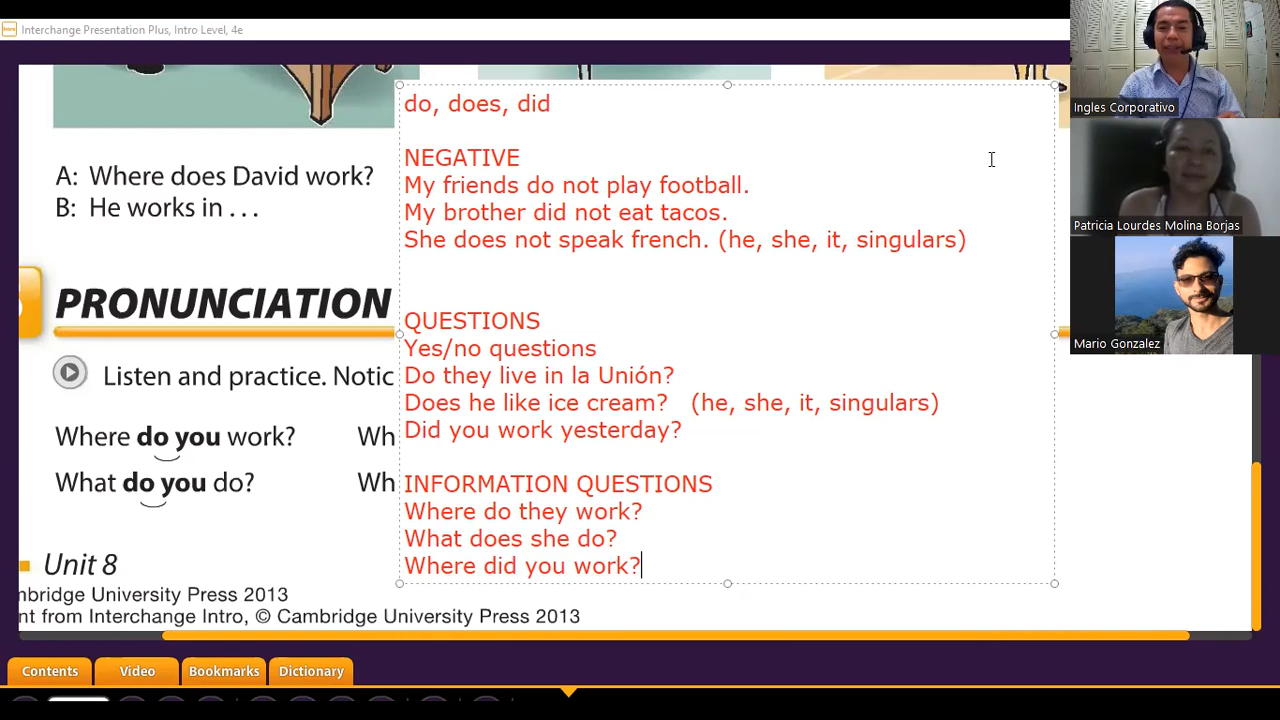 Interchange Presentation Plus, Intro Level, 4e
do, does, did
NEGATIVE
My friends do not play football.
My brother did not eat tacos.
She does not speak french. (he, she, it, singulars)
QUESTIONS
Yes/no questions
Do they live in la Unión?
Does he like ice cream? (he, she, it, singulars)
Did you work yesterday?
INFORMATION QUESTIONS
Where do they work?
What does she do?
Where did you work?
A: Where does David work?
B: He works in . . .
PRONUNCIATION
Listen and practice. Notic
Where do you work? Wh
What do you do? Wh
Unit 8
mbridge University Press 2013
nt from Interchange Intro, © Cambridge University Press 2013
Contents Video Bookmarks Dictionary
Ingles Corporativo
Patricia Lourdes Molina Borjas
Mario Gonzalez